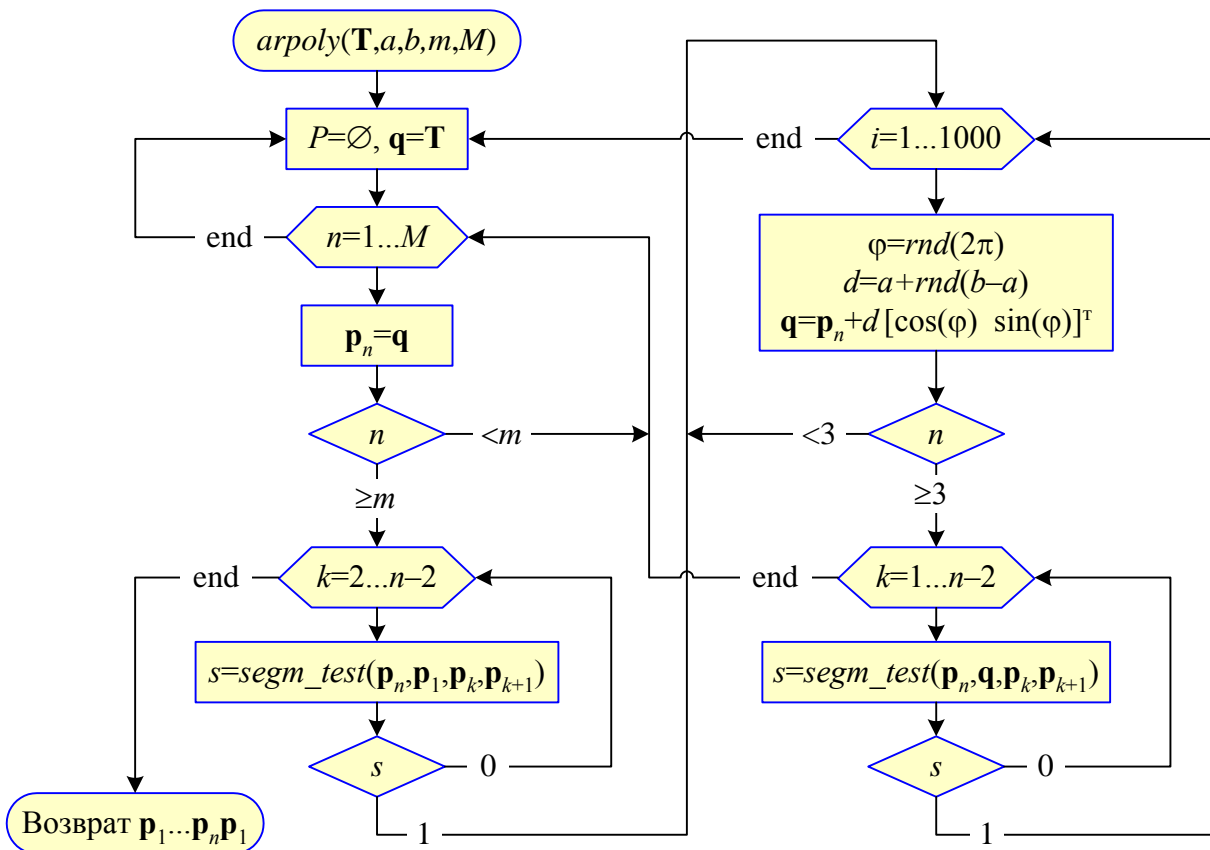 arpoly(T,a,b,m,M)
P=∅, q=T
end
i=1...1000
end
n=1...M
φ=rnd(2π)
d=a+rnd(b–a)
q=pₙ+d [cos(φ) sin(φ)]ᵀ
pₙ=q
n
<m
<3
n
≥m
≥3
end
k=2...n–2
end
k=1...n–2
s=segm_test(pₙ,p₁,pₖ,pₖ₊₁)
s=segm_test(pₙ,q,pₖ,pₖ₊₁)
s
0
s
0
Возврат p₁...pₙp₁
1
1